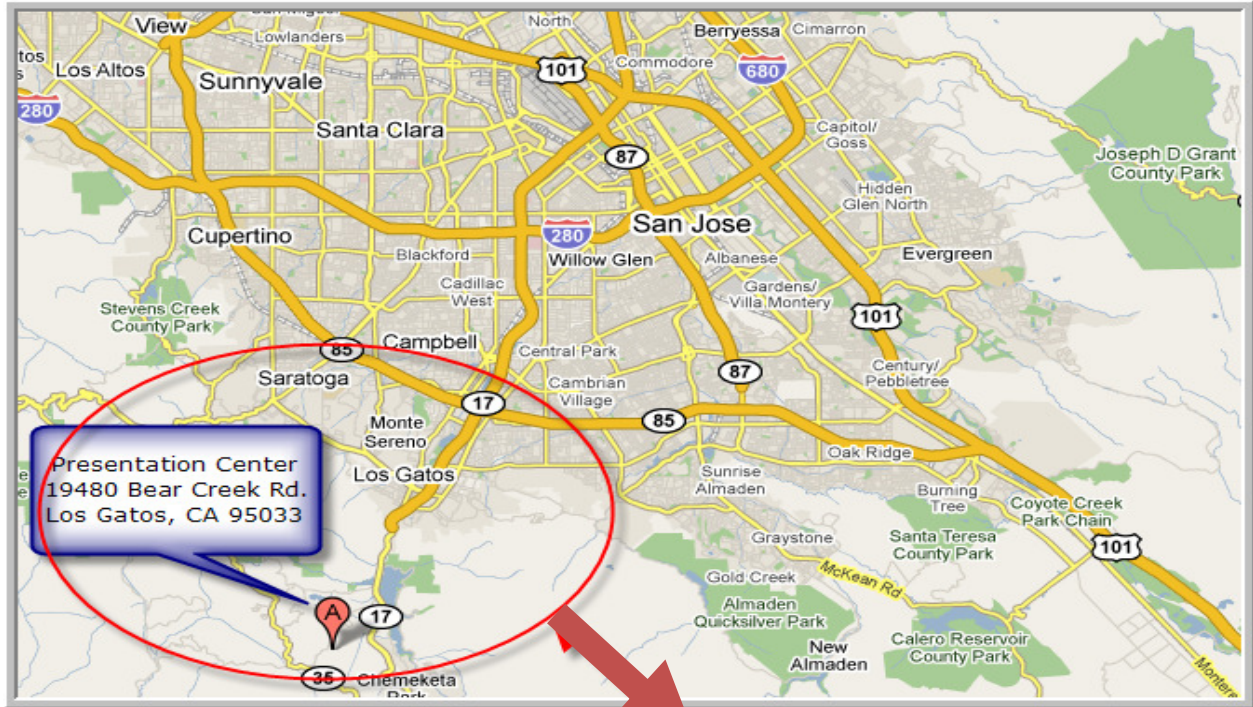 View
Lowlanders
North
Berryessa
Cimarron
tos
Los Altos
Sunnyvale
101
Commodore
680
280
Santa Clara
Capitol/
Goss
87
Joseph D Grant
County Park
Hidden
Glen North
Cupertino
280
San Jose
Blackford
Willow Glen
Albanese
Evergreen
Cadillac
West
Gardens/
Villa Montery
Stevens Creek
County Park
101
85
Campbell
Central Park
Saratoga
Century/
Pebbletree
87
Cambrian
Village
17
85
Monte
Sereno
Oak Ridge
Los Gatos
Sunrise
Almaden
Burning
Tree
Coyote Creek
Park Chain
Presentation Center
19480 Bear Creek Rd.
Los Gatos, CA 95033
Graystone
Santa Teresa
County Park
101
McKean Rd
Gold Creek
Almaden
Quicksilver Park
A
17
New
Almaden
Calero Reservoir
County Park
35
Chemeketa
Park